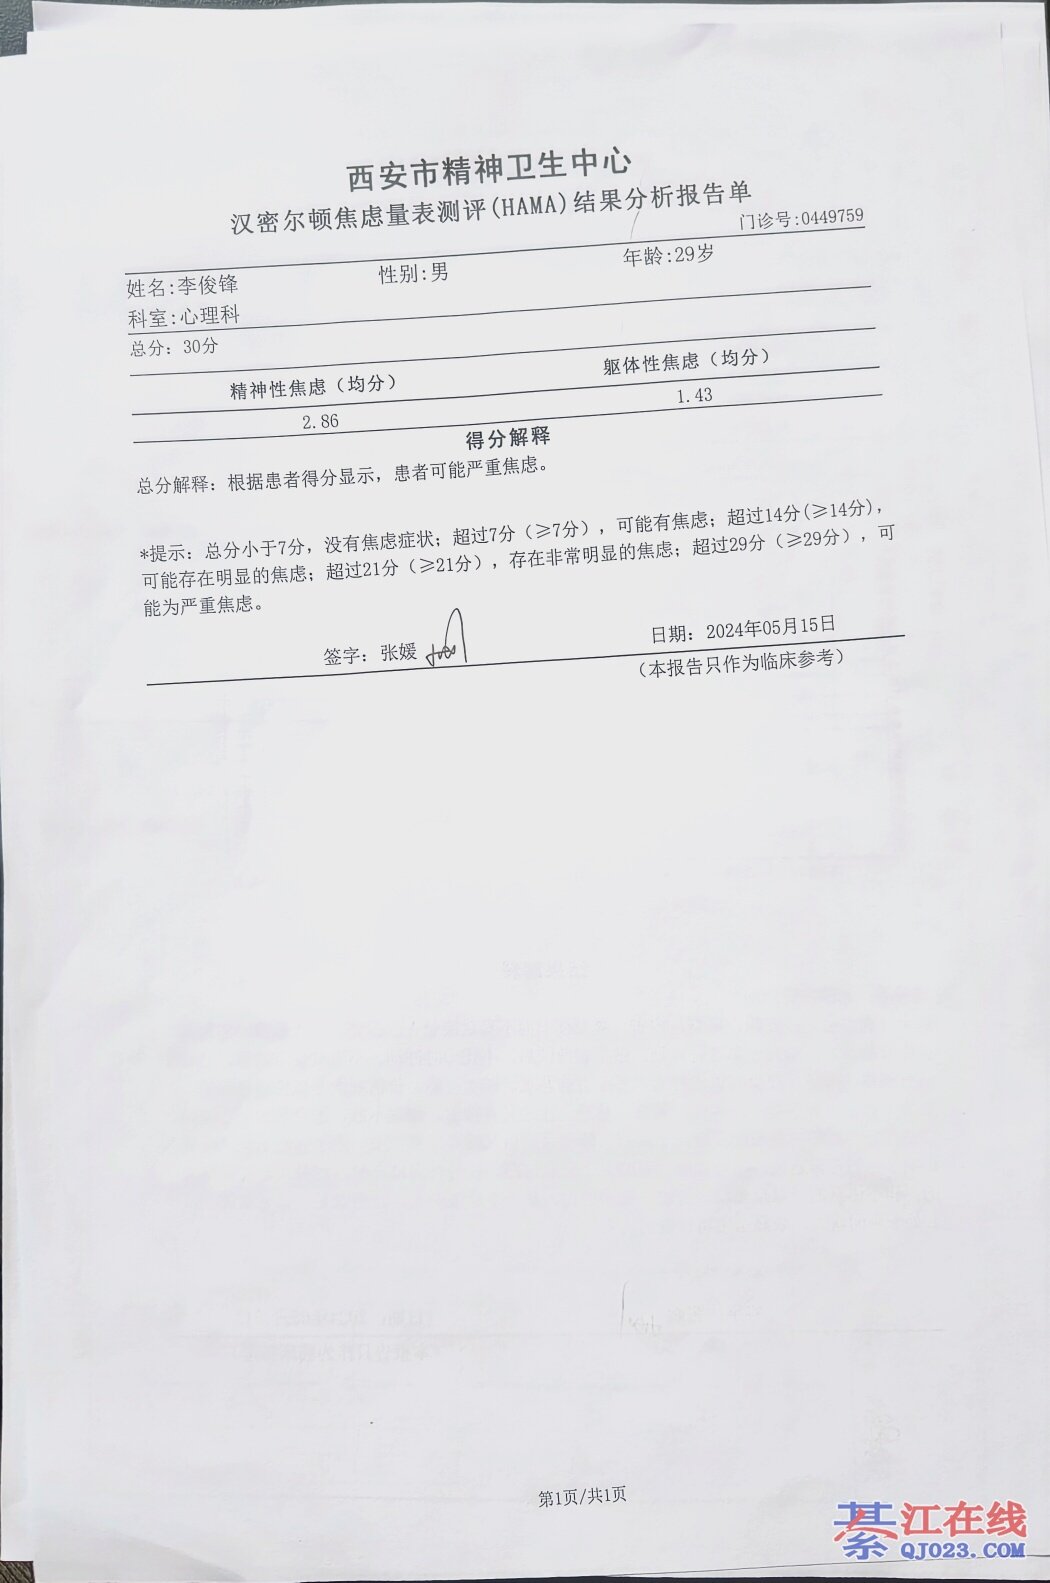 西安市精神卫生中心
汉密尔顿焦虑量表测评(HAMA)结果分析报告单
门诊号:0449759
姓名:李俊锋 性别:男 年龄:29岁
科室:心理科
总分: 30分
精神性焦虑（均分） 躯体性焦虑（均分）
2.86 1.43
得分解释
总分解释: 根据患者得分显示, 患者可能严重焦虑。
*提示: 总分小于7分, 没有焦虑症状; 超过7分（≥7分）, 可能有焦虑; 超过14分(≥14分),
可能存在明显的焦虑; 超过21分（≥21分）, 存在非常明显的焦虑; 超过29分（≥29分）, 可
能为严重焦虑。
签字: 张媛 日期: 2024年05月15日
（本报告只作为临床参考）
第1页/共1页
綦江在线
QJ023.COM